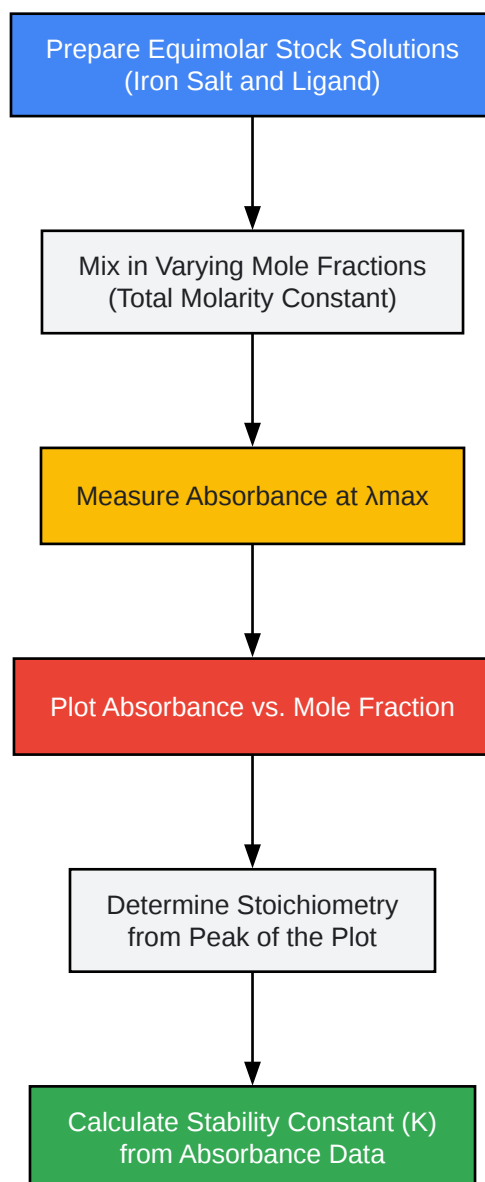 Prepare Equimolar Stock Solutions
(Iron Salt and Ligand)
Mix in Varying Mole Fractions
(Total Molarity Constant)
Measure Absorbance at λmax
Plot Absorbance vs. Mole Fraction
Determine Stoichiometry
from Peak of the Plot
Calculate Stability Constant (K)
from Absorbance Data